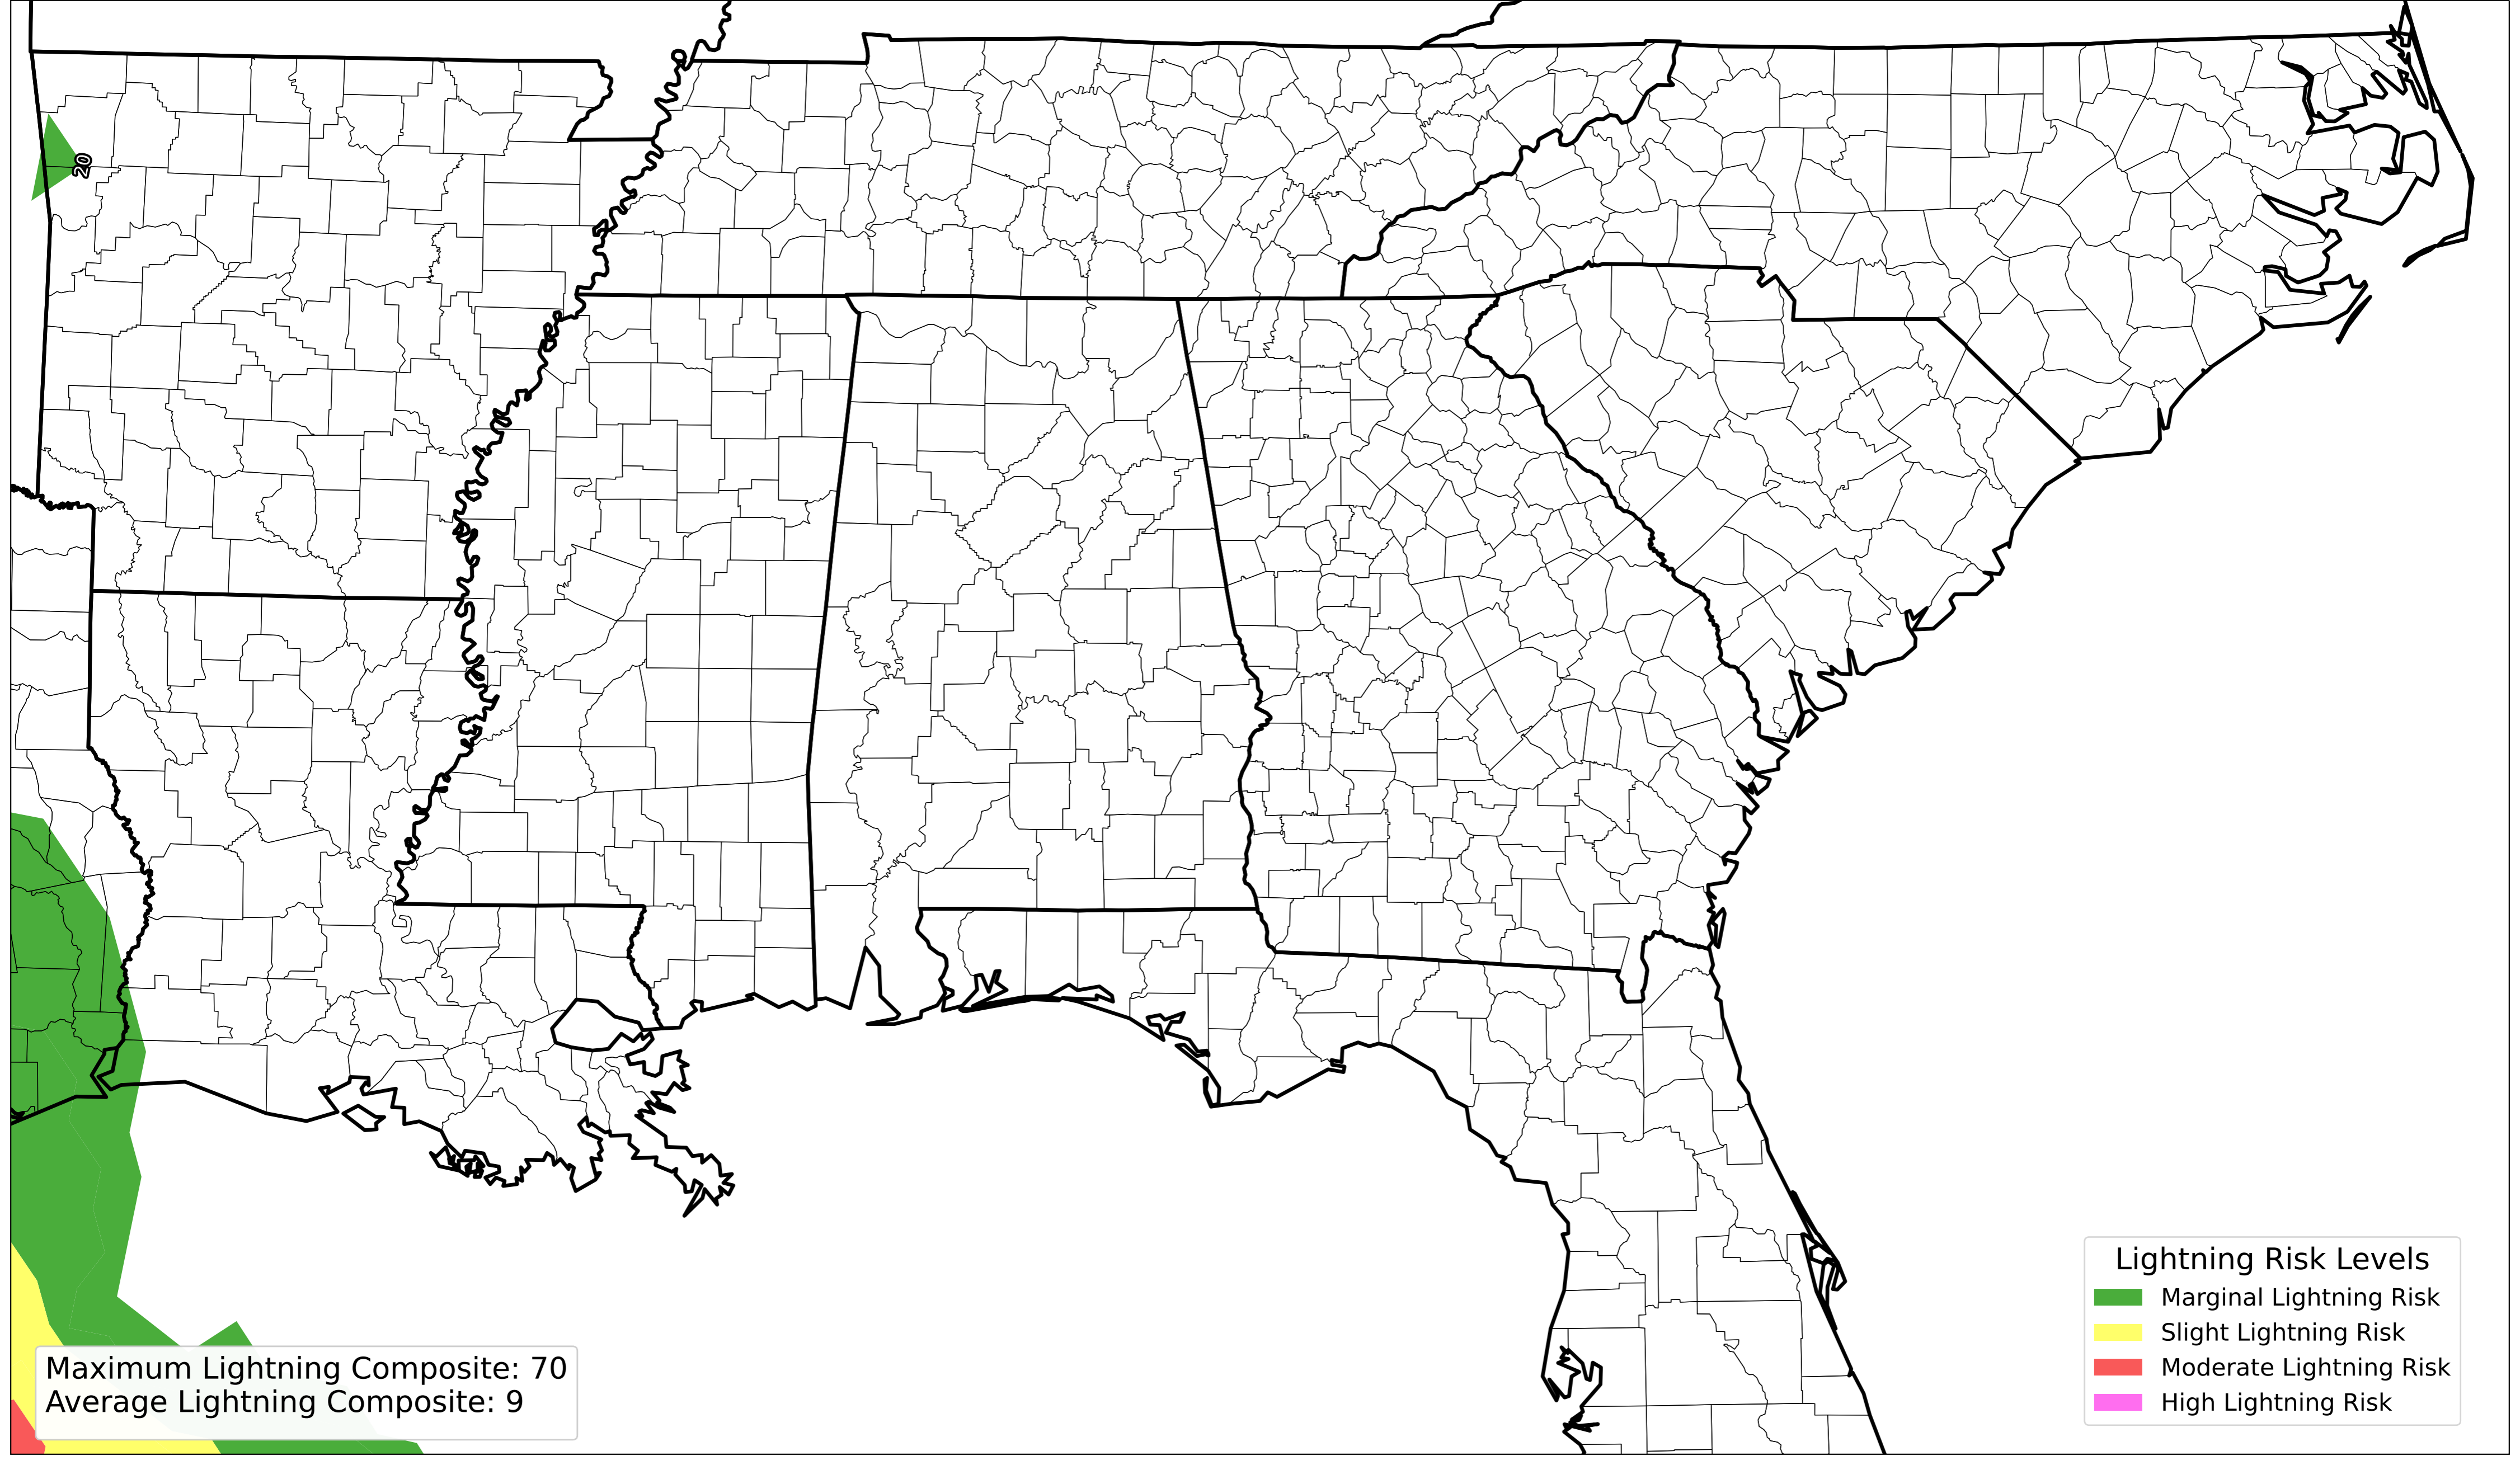 20
Maximum Lightning Composite: 70
Average Lightning Composite: 9
Lightning Risk Levels
Marginal Lightning Risk
Slight Lightning Risk
Moderate Lightning Risk
High Lightning Risk